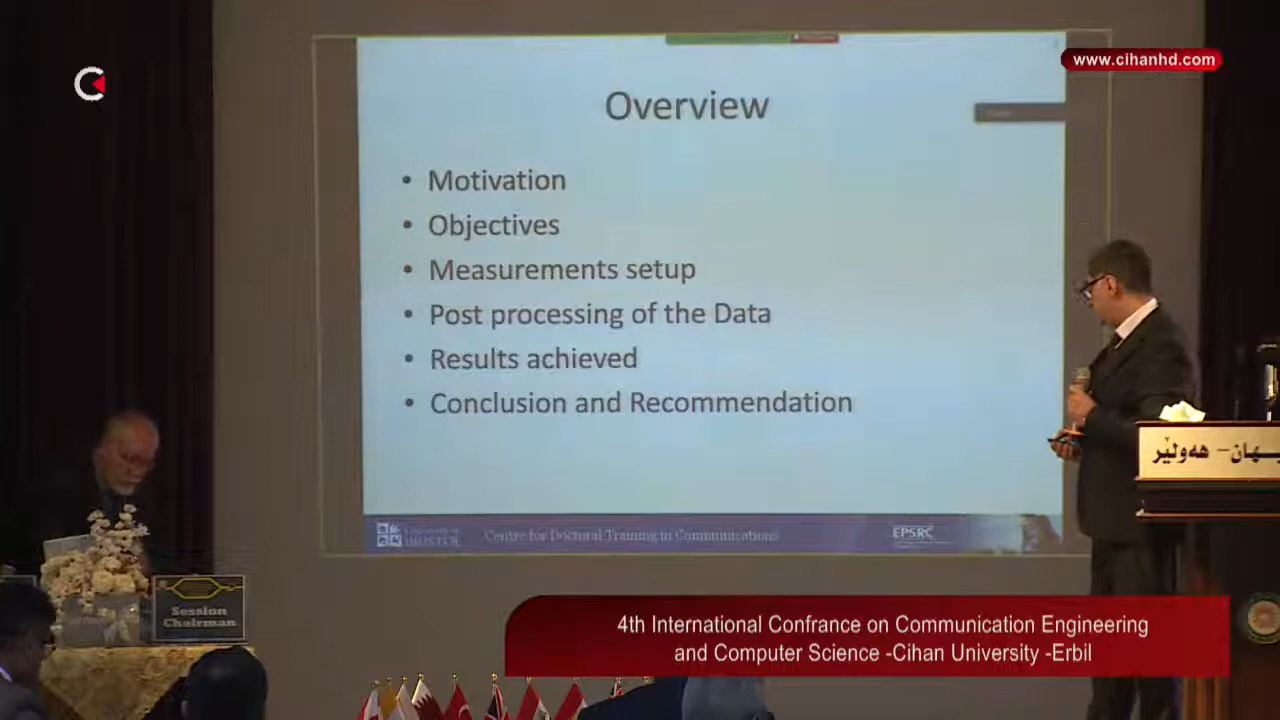 www.cihanhd.com
Overview
• Motivation
• Objectives
• Measurements setup
• Post processing of the Data
• Results achieved
• Conclusion and Recommendation
Centre for Doctoral Training in Communications
EPSRC
هان - هەولێر
Session
Chairman
4th International Confrance on Communication Engineering
and Computer Science -Cihan University -Erbil